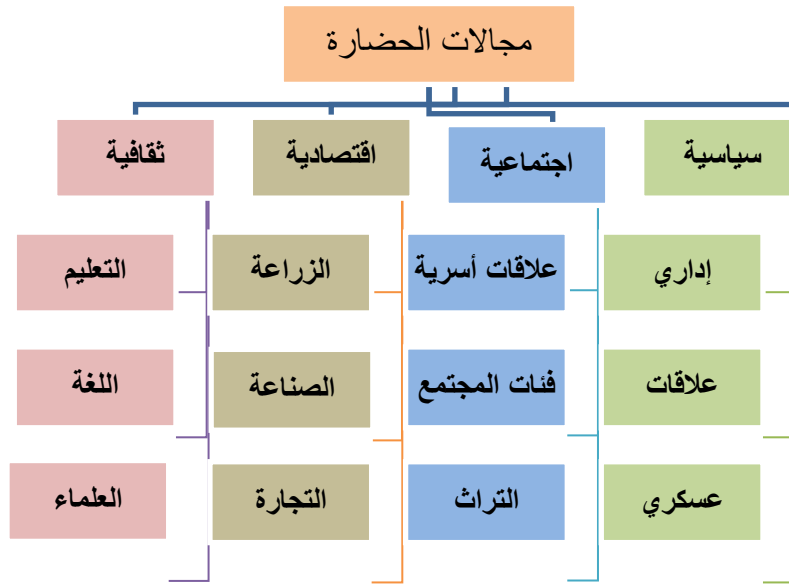 مجالات الحضارة
سياسية
اجتماعية
اقتصادية
ثقافية
إداري
علاقات أسرية
الزراعة
التعليم
علاقات
فئات المجتمع
الصناعة
اللغة
عسكري
التراث
التجارة
العلماء